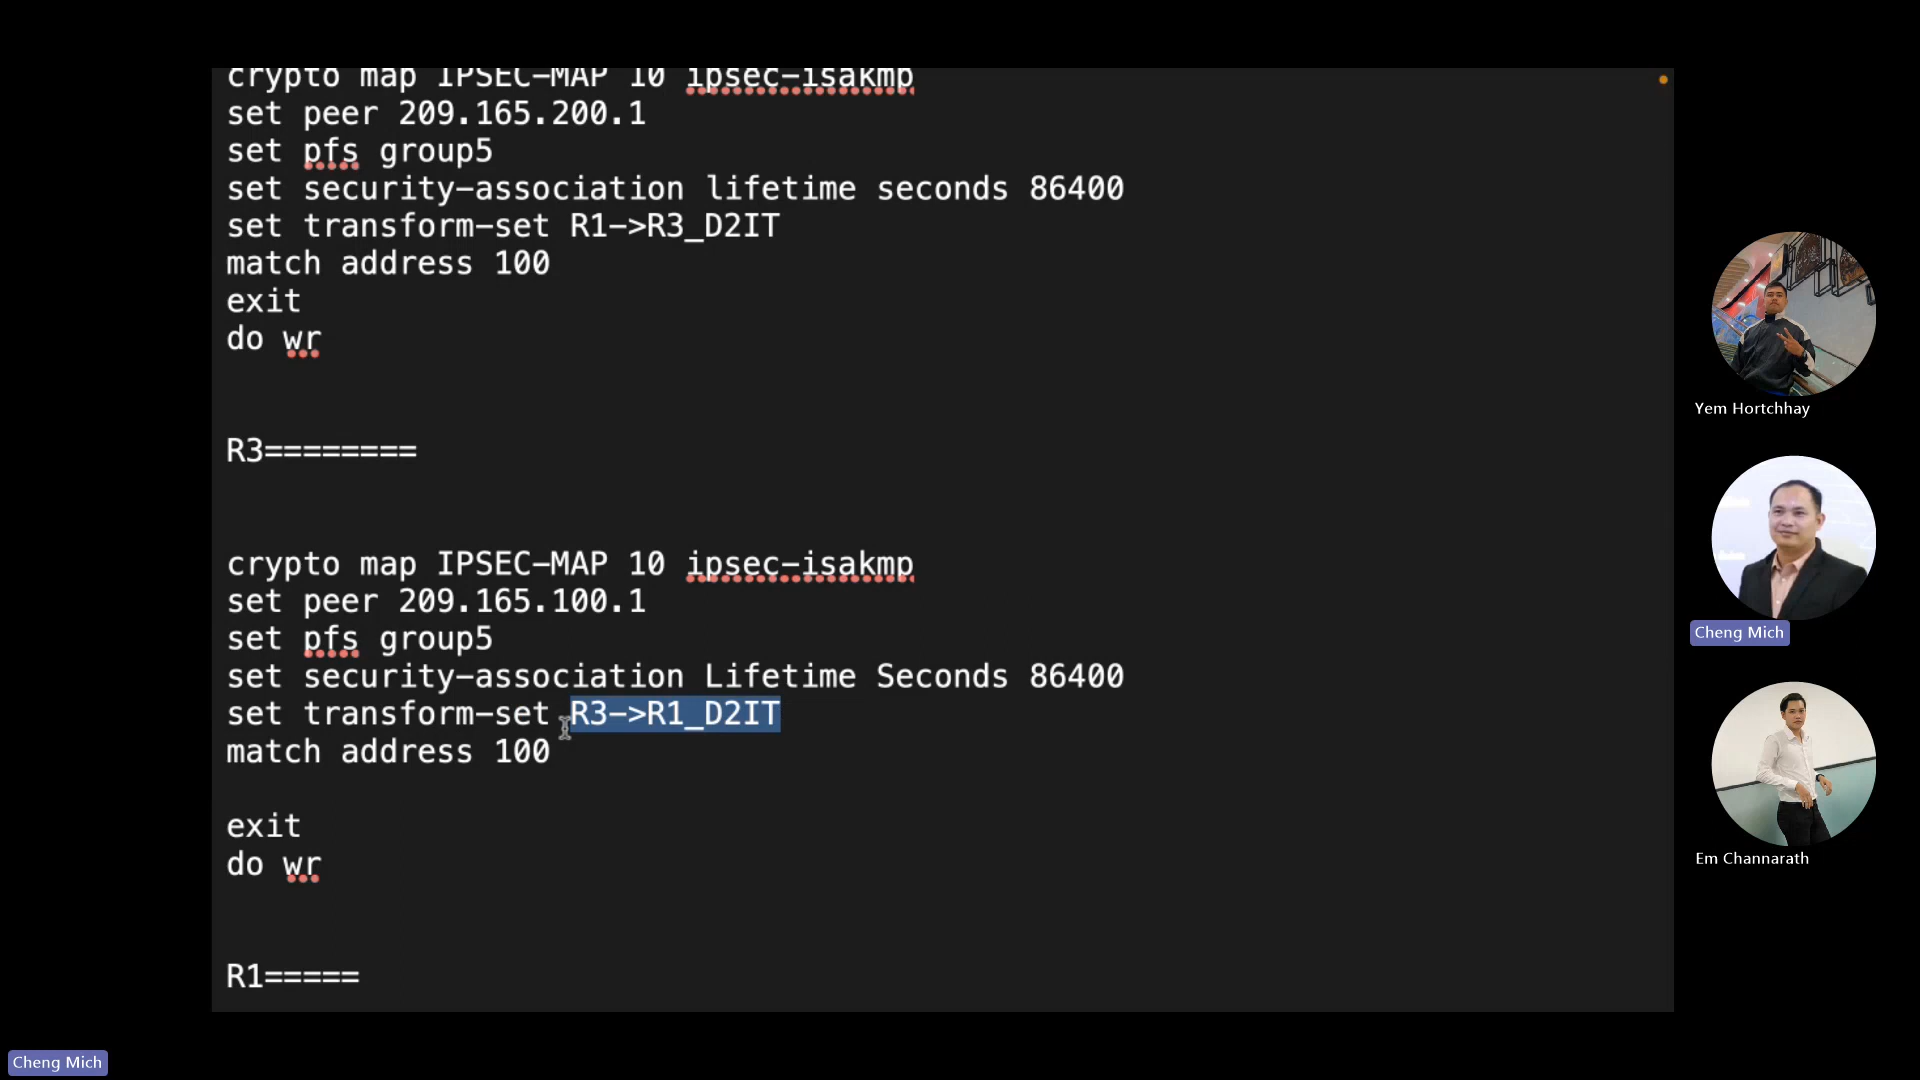 crypto map IPSEC-MAP 10 ipsec-isakmp
set peer 209.165.200.1
set pfs group5
set security-association lifetime seconds 86400
set transform-set R1->R3_D2IT
match address 100
exit
do wr
R3========
crypto map IPSEC-MAP 10 ipsec-isakmp
set peer 209.165.100.1
set pfs group5
set security-association Lifetime Seconds 86400
set transform-set R3->R1_D2IT
match address 100
exit
do wr
R1=====
Yem Hortchhay
Cheng Mich
Em Channarath
Cheng Mich